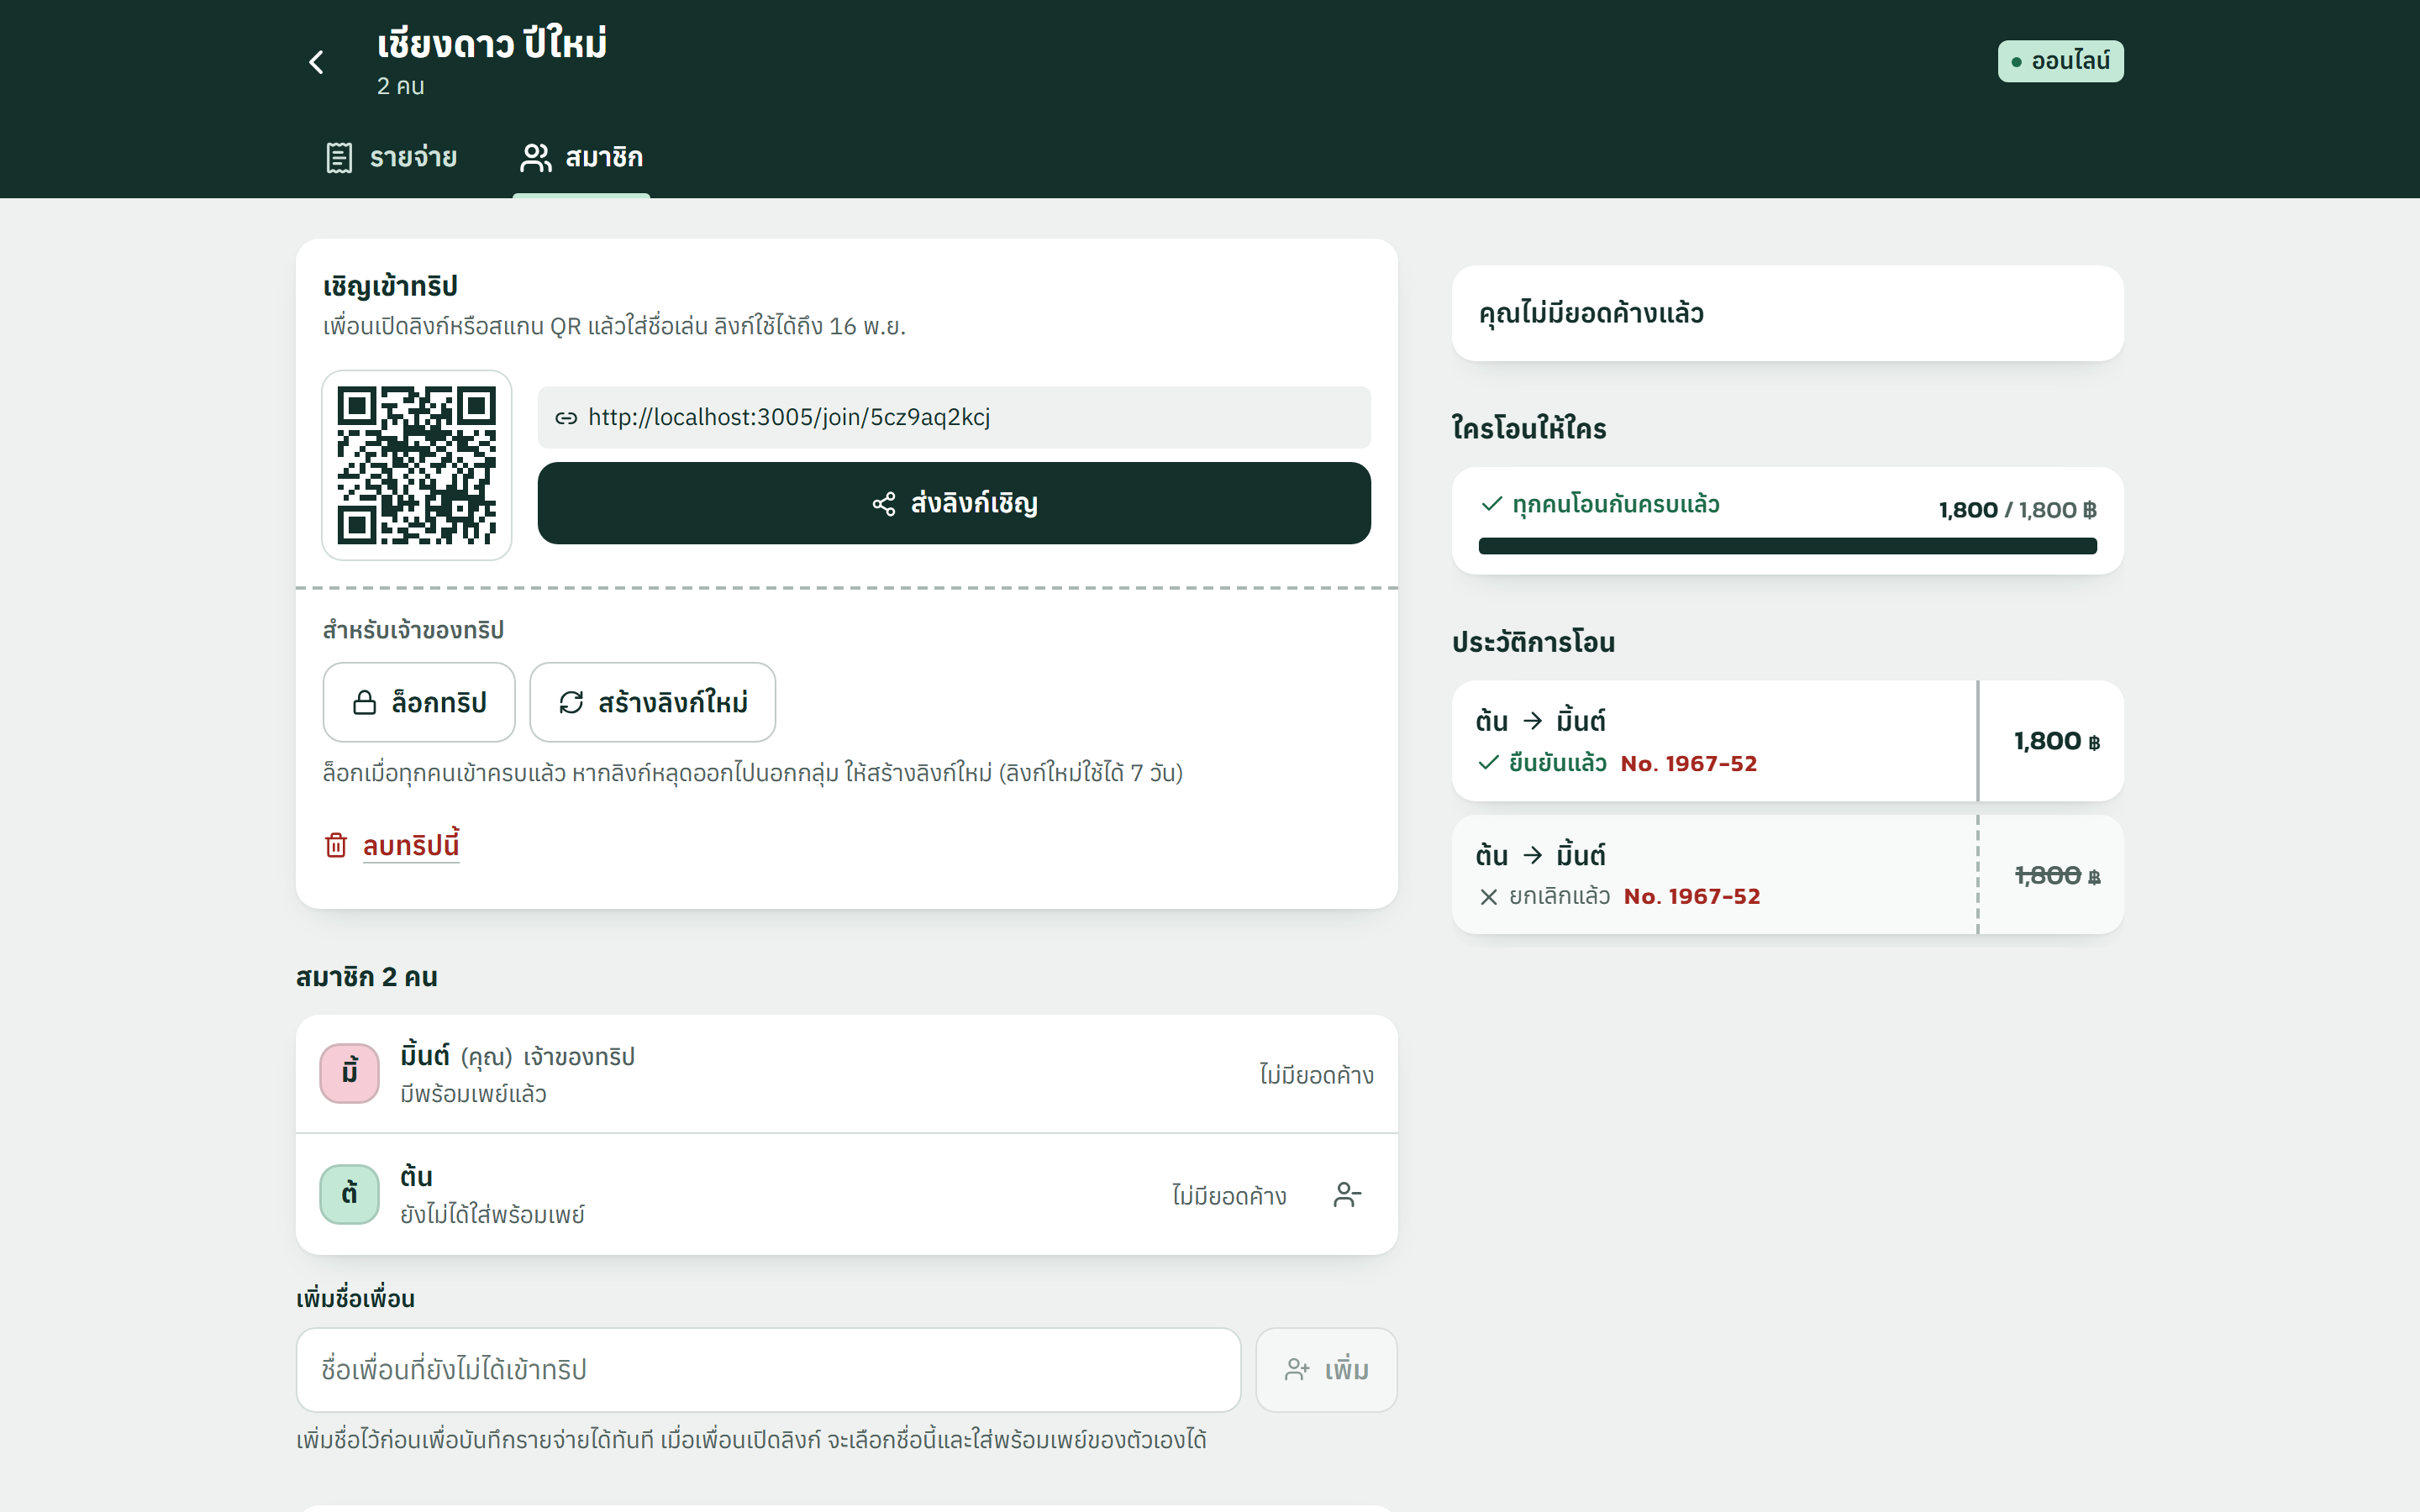 เชียงดาว ปีใหม่
2 คน
ออนไลน์
รายจ่าย
สมาชิก
เชิญเข้าทริป
เพื่อนเปิดลิงก์หรือสแกน QR แล้วใส่ชื่อเล่น ลิงก์ใช้ได้ถึง 16 พ.ย.
http://localhost:3005/join/5cz9aq2kcj
ส่งลิงก์เชิญ
สำหรับเจ้าของทริป
ล็อกทริป
สร้างลิงก์ใหม่
ล็อกเมื่อทุกคนเข้าครบแล้ว หากลิงก์หลุดออกไปนอกกลุ่ม ให้สร้างลิงก์ใหม่ (ลิงก์ใหม่ใช้ได้ 7 วัน)
ลบทริปนี้
สมาชิก 2 คน
มิ้
มิ้นต์ (คุณ) เจ้าของทริป
มีพร้อมเพย์แล้ว
ไม่มียอดค้าง
ต้
ต้น
ยังไม่ได้ใส่พร้อมเพย์
ไม่มียอดค้าง
เพิ่มชื่อเพื่อน
ชื่อเพื่อนที่ยังไม่ได้เข้าทริป
เพิ่ม
เพิ่มชื่อไว้ก่อนเพื่อบันทึกรายจ่ายได้ทันที เมื่อเพื่อนเปิดลิงก์ จะเลือกชื่อนี้และใส่พร้อมเพย์ของตัวเองได้
คุณไม่มียอดค้างแล้ว
ใครโอนให้ใคร
ทุกคนโอนกันครบแล้ว
1,800 / 1,800 ฿
ประวัติการโอน
ต้น → มิ้นต์
ยืนยันแล้ว No. 1967-52
1,800 ฿
ต้น → มิ้นต์
ยกเลิกแล้ว No. 1967-52
1,800 ฿